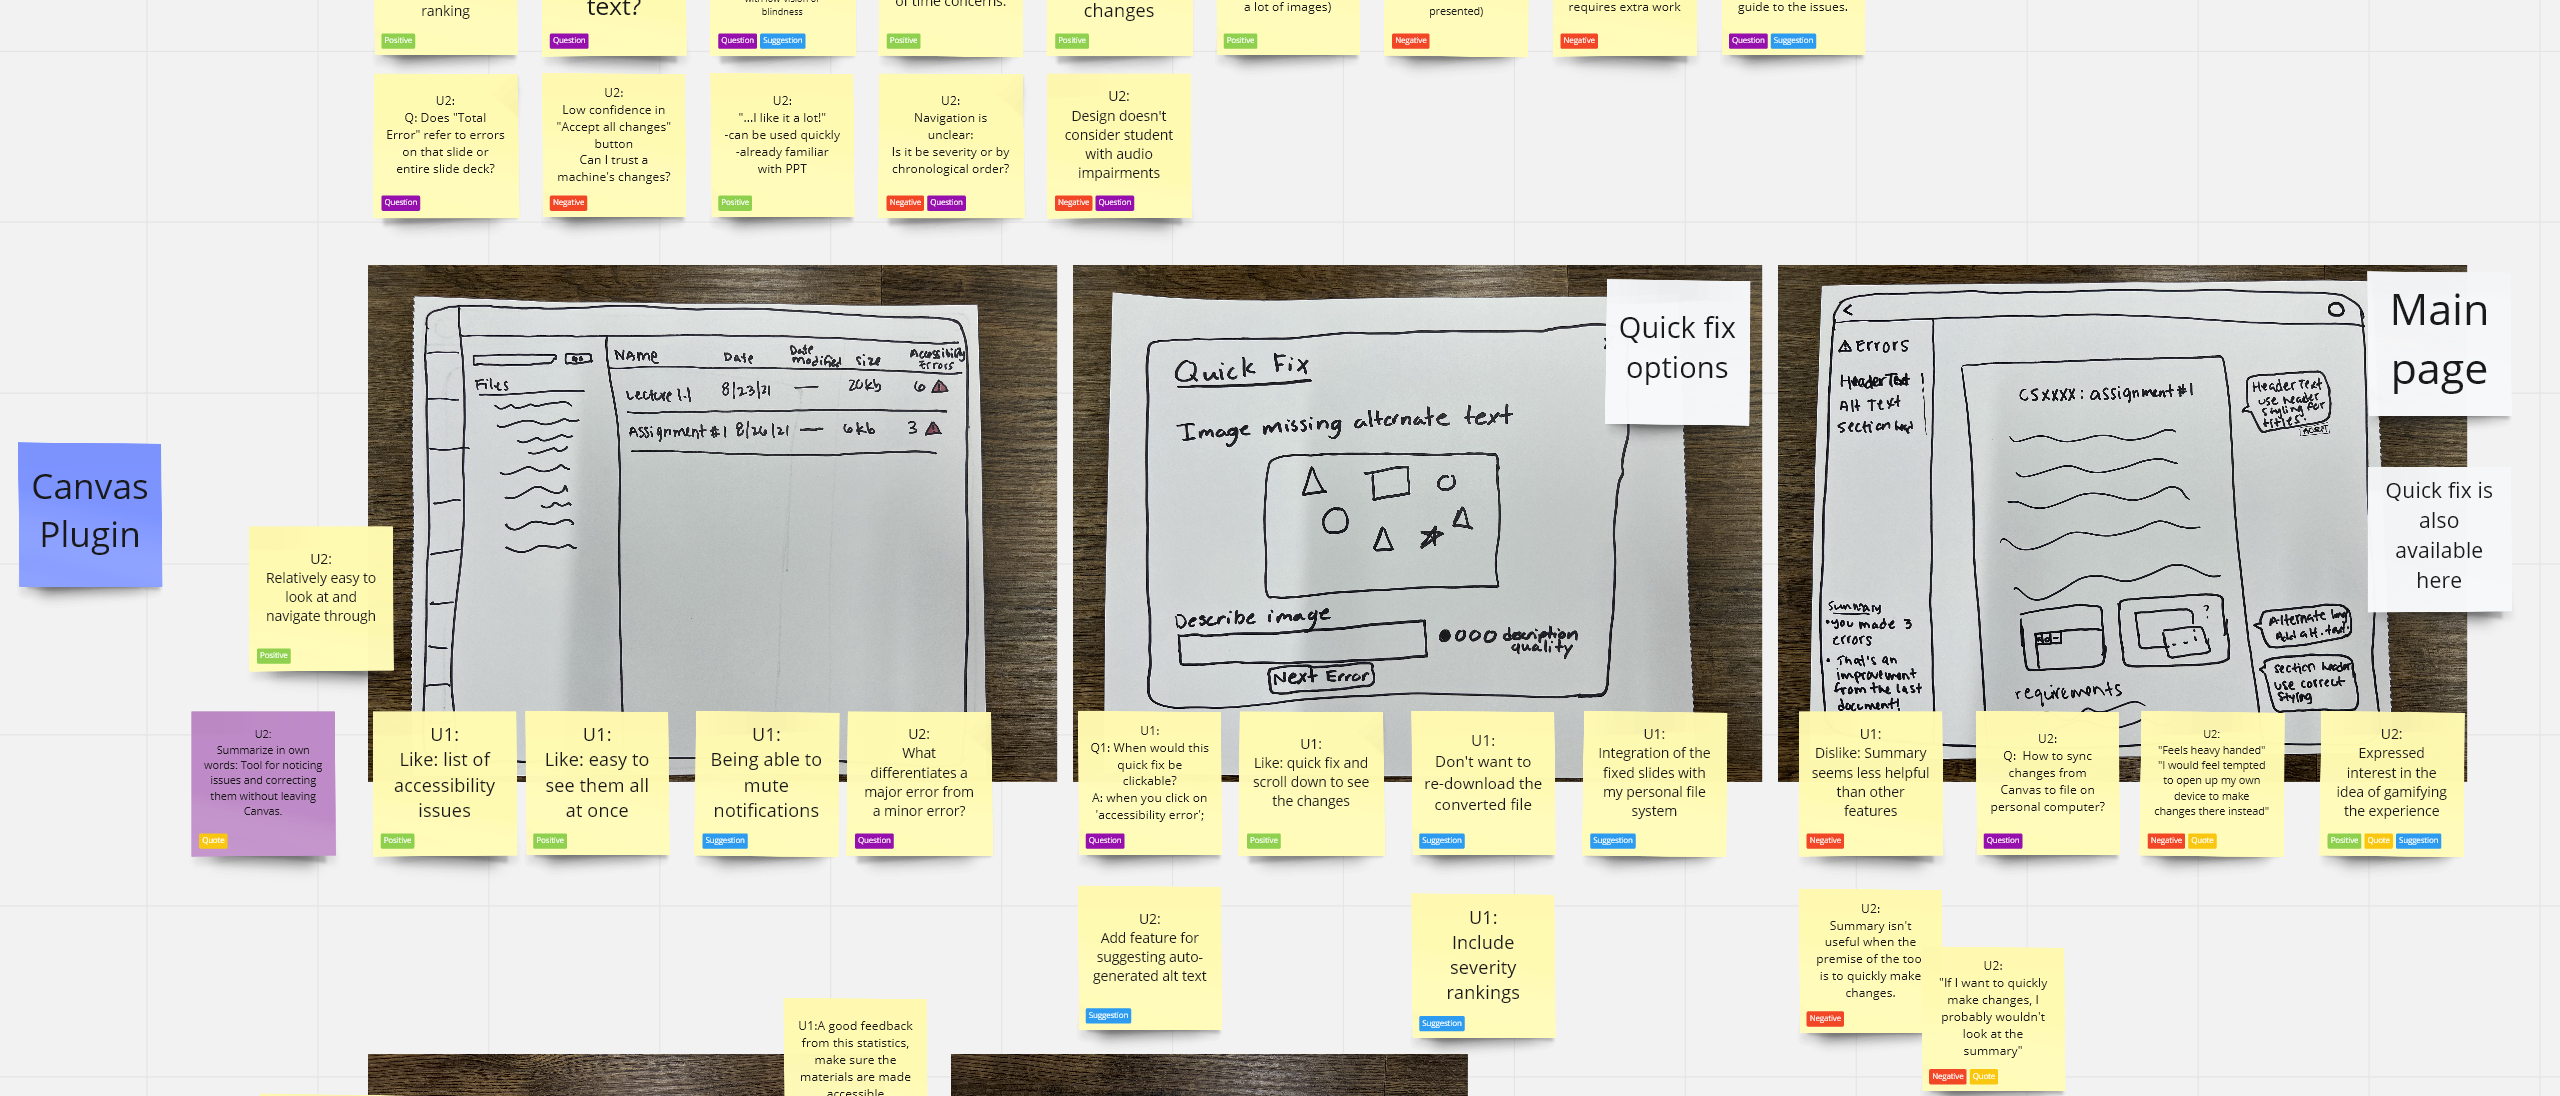 ranking
Positive
text?
Question
with low-vision or
blindness
Question Suggestion
of time concerns.
Positive
changes
Positive
a lot of images)
Positive
presented)
Negative
requires extra work
Negative
guide to the issues.
Question Suggestion
U2:
Q: Does "Total
Error" refer to errors
on that slide or
entire slide deck?
Question
U2:
Low confidence in
"Accept all changes"
button
Can I trust a
machine's changes?
Negative
U2:
"...I like it a lot!"
-can be used quickly
-already familiar
with PPT
Positive
U2:
Navigation is
unclear:
Is it be severity or by
chronological order?
Negative Question
U2:
Design doesn't
consider student
with audio
impairments
Negative Question
Canvas
Plugin
U2:
Relatively easy to
look at and
navigate through
Positive
GO
Files
NAME Date Date modified size Accessibility Errors
Lecture 1.1 8/23/21 — 20kb 6
Assignment #1 8/26/21 — 6kb 3
Quick fix
options
Quick Fix
Image missing alternate text
Describe image
description
quality
Next Error
Main
page
Quick fix is
also
available
here
Errors
Header Text !
Alt Text
Section
CSXXXX: assignment #1
Header Text
use header
styling for
titles
?
Alternate
Add alt. text
section header
use correct
styling
requirements
Summary
• you made 3
errors
• That's an
improvement
from the last
document!
U2:
Summarize in own
words: Tool for noticing
issues and correcting
them without leaving
Canvas.
Quote
U1:
Like: list of
accessibility
issues
Positive
U1:
Like: easy to
see them all
at once
Positive
U1:
Being able to
mute
notifications
Suggestion
U2:
What
differentiates a
major error from
a minor error?
Question
U1:
Q1: When would this
quick fix be
clickable?
A: when you click on
'accessibility error';
Question
U1:
Like: quick fix and
scroll down to see
the changes
Positive
U1:
Don't want to
re-download the
converted file
Suggestion
U1:
Integration of the
fixed slides with
my personal file
system
Suggestion
U1:
Dislike: Summary
seems less helpful
than other
features
Negative
U2:
Q: How to sync
changes from
Canvas to file on
personal computer?
Question
U2:
"Feels heavy handed"
"I would feel tempted
to open up my own
device to make
changes there instead"
Negative Quote
U2:
Expressed
interest in the
idea of gamifying
the experience
Positive Quote Suggestion
U2:
Add feature for
suggesting auto-
generated alt text
Suggestion
U1:
Include
severity
rankings
Suggestion
U2:
Summary isn't
useful when the
premise of the too
is to quickly make
changes.
Negative
U2:
"If I want to quickly
make changes, I
probably wouldn't
look at the
summary"
Negative Quote
U1:A good feedback
from this statistics,
make sure the
materials are made
accessible